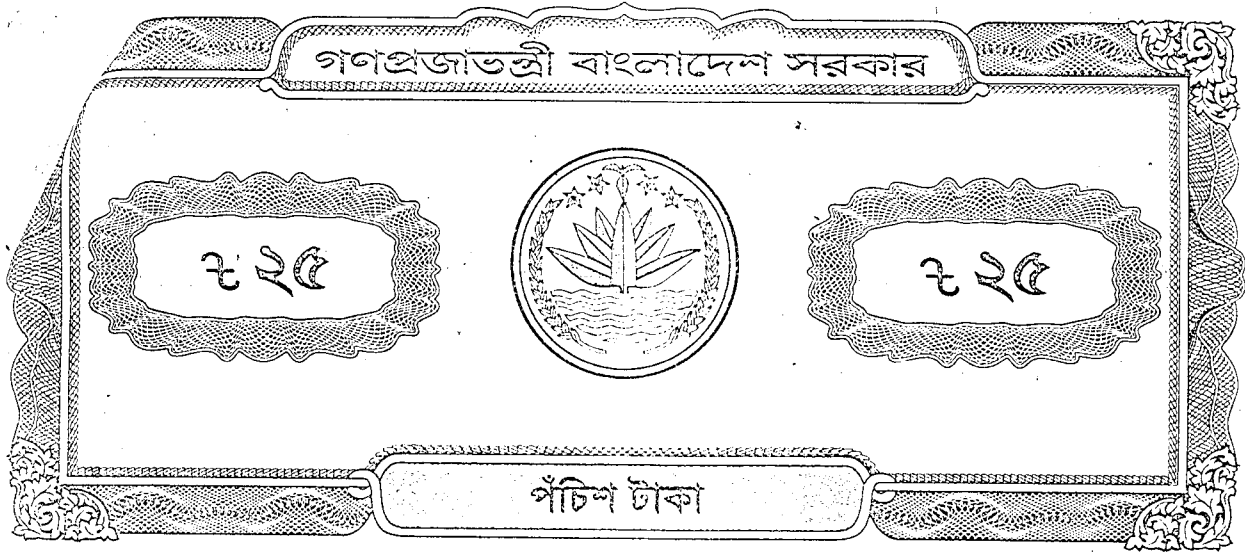 গণপ্রজাতন্ত্রী বাংলাদেশ সরকার
৳ ২৫
৳ ২৫
পঁচিশ টাকা